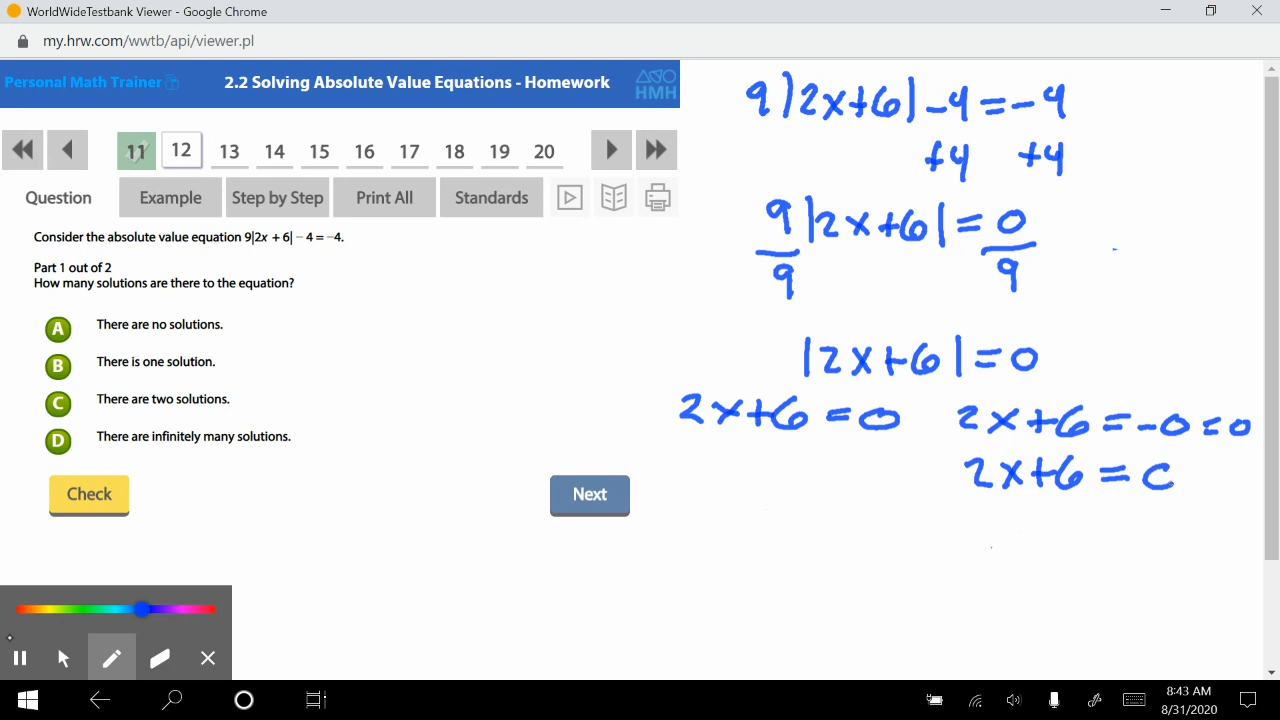 WorldWideTestbank Viewer - Google Chrome
my.hrw.com/wwtb/api/viewer.pl
Personal Math Trainer
2.2 Solving Absolute Value Equations - Homework
HMH
11 12 13 14 15 16 17 18 19 20
Question Example Step by Step Print All Standards
Consider the absolute value equation 9|2x + 6| − 4 = −4.
Part 1 out of 2
How many solutions are there to the equation?
A There are no solutions.
B There is one solution.
C There are two solutions.
D There are infinitely many solutions.
Check Next
9|2x+6|-4=-4
+4 +4
9|2x+6|=0
9 9
|2x+6|=0
2x+6=0 2x+6=-0=0
2x+6=c
8:43 AM
8/31/2020